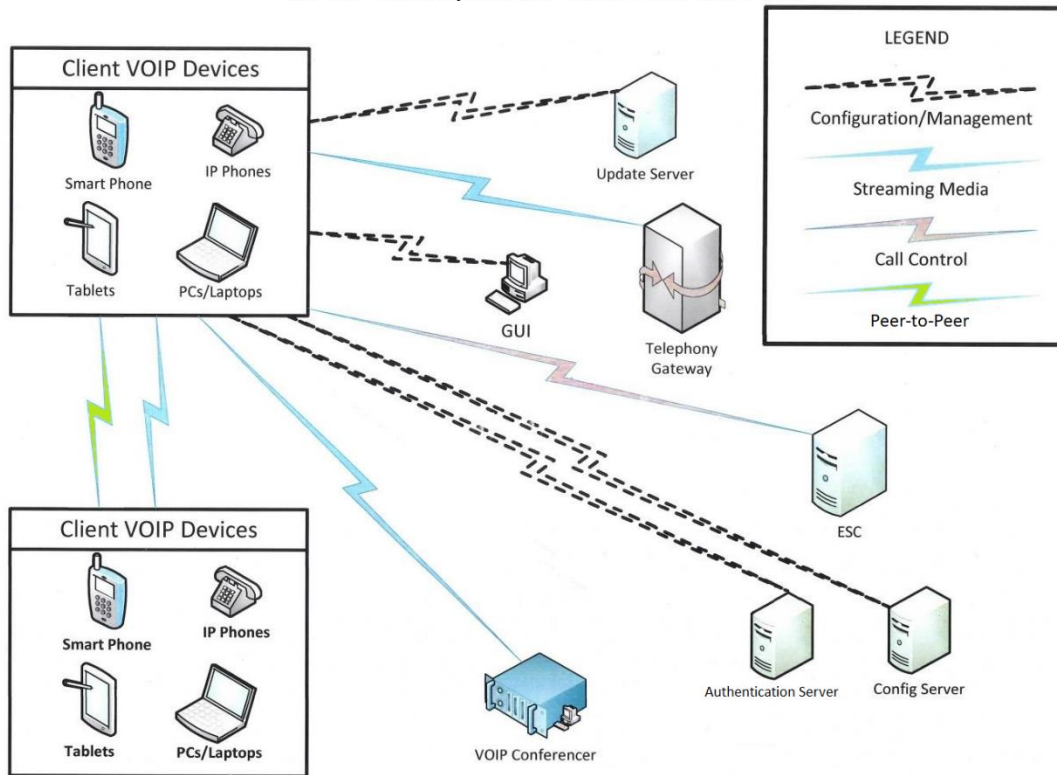 LEGEND
Configuration/Management
Streaming Media
Call Control
Peer-to-Peer
Client VOIP Devices
Smart Phone
IP Phones
Tablets
PCs/Laptops
Update Server
GUI
Telephony
Gateway
ESC
Client VOIP Devices
Smart Phone
IP Phones
Tablets
PCs/Laptops
VOIP Conferencer
Authentication Server
Config Server